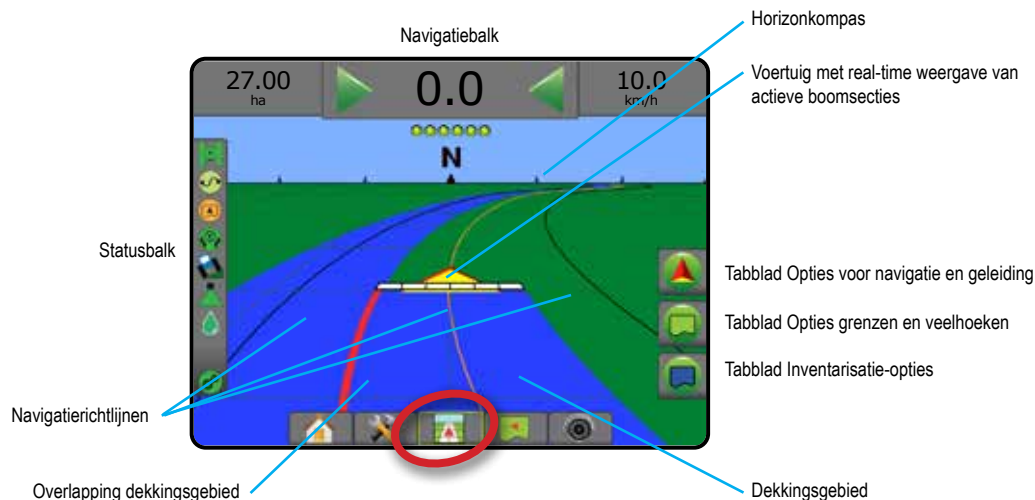 Horizonkompas
Navigatiebalk
Voertuig met real-time weergave van
actieve boomsecties
27.00
ha
0.0
10.0
km/h
N
Statusbalk
Tabblad Opties voor navigatie en geleiding
Tabblad Opties grenzen en veelhoeken
Tabblad Inventarisatie-opties
Navigatierichtlijnen
Overlapping dekkingsgebied
Dekkingsgebied